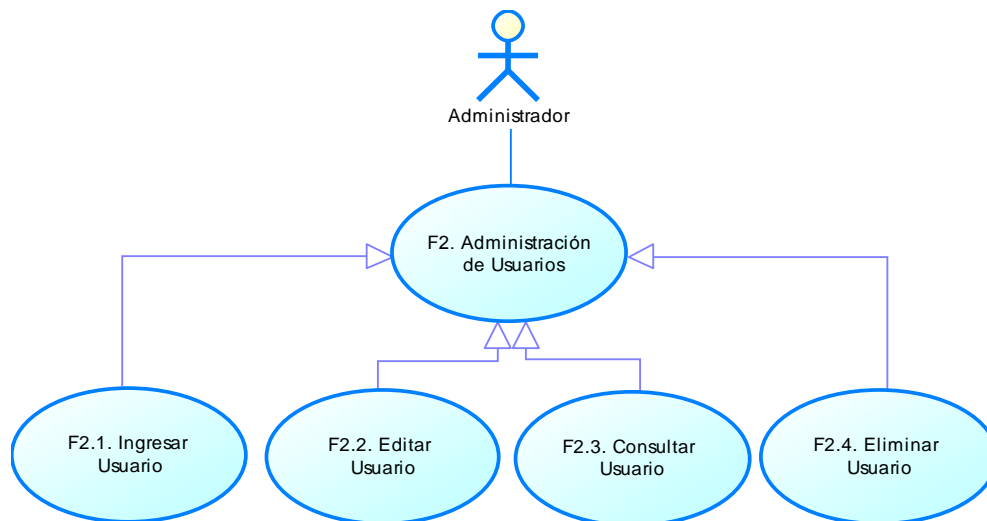 Administrador
F2. Administración
de Usuarios
F2.1. Ingresar
Usuario
F2.2. Editar
Usuario
F2.3. Consultar
Usuario
F2.4. Eliminar
Usuario